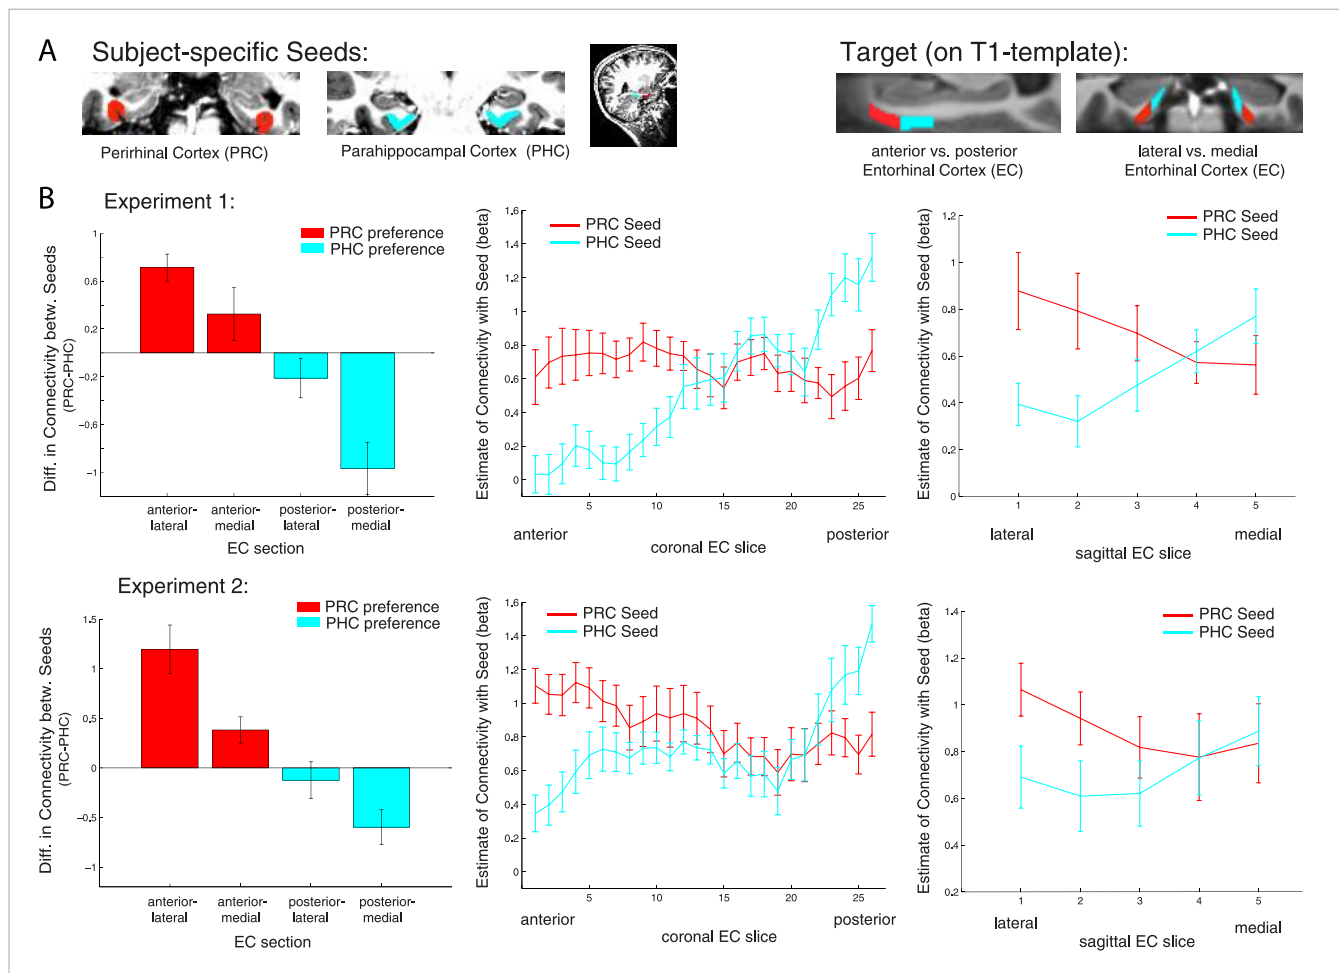 A
Subject-specific Seeds:
Target (on T1-template):
Perirhinal Cortex (PRC)
Parahippocampal Cortex (PHC)
anterior vs. posterior
Entorhinal Cortex (EC)
lateral vs. medial
Entorhinal Cortex (EC)
B
Experiment 1:
Diff. in Connectivity betw. Seeds
(PRC-PHC)
1
0.6
0.2
−0.2
−0.6
−1
PRC preference
PHC preference
anterior-
lateral
anterior-
medial
posterior-
lateral
posterior-
medial
EC section
Estimate of Connectivity with Seed (beta)
1.6
1.4
1.2
1
0.8
0.6
0.4
0.2
0
PRC Seed
PHC Seed
5
10
15
20
25
anterior
coronal EC slice
posterior
Estimate of Connectivity with Seed (beta)
1.2
1
0.8
0.6
0.4
0.2
0
PRC Seed
PHC Seed
1
2
3
4
5
lateral
sagittal EC slice
medial
Experiment 2:
Diff. in Connectivity betw. Seeds
(PRC-PHC)
1.5
1
0.5
0
−0.5
−1
PRC preference
PHC preference
anterior-
lateral
anterior-
medial
posterior-
lateral
posterior-
medial
EC section
Estimate of Connectivity with Seed (beta)
1.6
1.4
1.2
1
0.8
0.6
0.4
0.2
0
PRC Seed
PHC Seed
5
10
15
20
25
anterior
coronal EC slice
posterior
Estimate of Connectivity with Seed (beta)
1.4
1.2
1
0.8
0.6
0.4
0.2
PRC Seed
PHC Seed
1
2
3
4
5
lateral
sagittal EC slice
medial